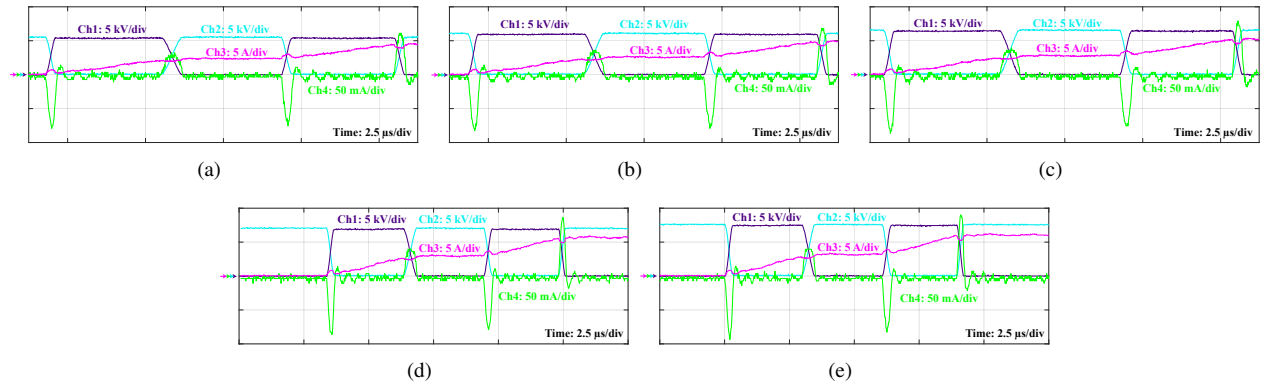 Ch1: 5 kV/div
Ch2: 5 kV/div
Ch3: 5 A/div
Ch4: 50 mA/div
Time: 2.5 µs/div
(a)
Ch1: 5 kV/div
Ch2: 5 kV/div
Ch3: 5 A/div
Ch4: 50 mA/div
Time: 2.5 µs/div
(b)
Ch1: 5 kV/div
Ch2: 5 kV/div
Ch3: 5 A/div
Ch4: 50 mA/div
Time: 2.5 µs/div
(c)
Ch1: 5 kV/div
Ch2: 5 kV/div
Ch3: 5 A/div
Ch4: 50 mA/div
Time: 2.5 µs/div
(d)
Ch1: 5 kV/div
Ch2: 5 kV/div
Ch3: 5 A/div
Ch4: 50 mA/div
Time: 2.5 µs/div
(e)